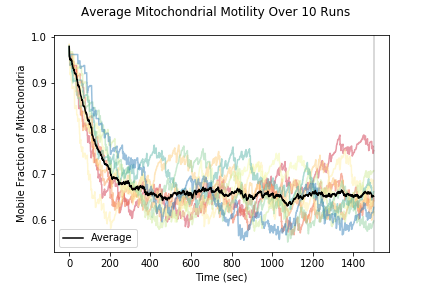 Average Mitochondrial Motility Over 10 Runs
Mobile Fraction of Mitochondria
1.0
0.9
0.8
0.7
0.6
Average
0 200 400 600 800 1000 1200 1400
Time (sec)